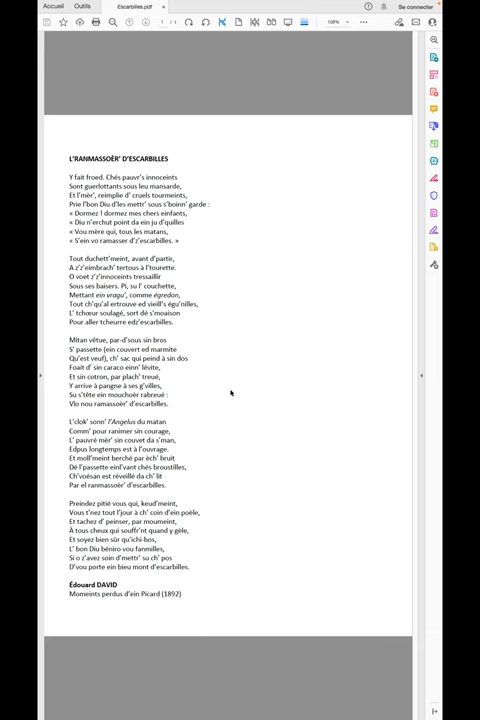 Accueil Outils Escarbilles.pdf × Se connecter
1 / 1 108%
L'RANMASSOÈR' D'ESCARBILLES
Y fait froed. Chés pauvr's innoceints
Sont guerlottants sous leu mansarde,
Et l'mèr', reimplie d' cruels tourmeints,
Prie l'bon Diu d'les mettr' sous s'boinn' garde :
« Dormez ! dormez mes chers einfants,
« Diu n'erchut point da ein ju d'quilles
« Vou mère qui, tous les matans,
« S'ein vo ramasser d'z'escarbilles. »
Tout duchett'meint, avant d'partir,
A z'z'eimbrach' tertous à l'tourette.
O voet z'z'innoceints tressaillir
Sous ses baisers. Pi, su l' couchette,
Mettant ein vragu', comme égredon,
Tout ch'qu'al ertrouve ed vieill's égu'nilles,
L' tchœur soulagé, sort dé s'moaison
Pour aller tcheurre edz'escarbilles.
Mitan vêtue, par-d'sous sin bros
S' passette (ein couvert ed marmite
Qu'est veuf), ch' sac qui peind à sin dos
Foait d' sin caraco einn' lévite,
Et sin cotron, par plach' treué,
Y arrive à pangne à ses g'villes,
Su s'tête ein mouchoèr rabreué :
Vlo nou ramassoèr' d'escarbilles.
L'clok' sonn' l'Angelus du matan
Comm' pour ranimer sin courage,
L' pauvré mèr' sin couvet da s'man,
Edpus longtemps est à l'ouvrage.
Et moll'meint berché par èch' bruit
Dé l'passette einl'vant chés broustilles,
Ch'voésan est réveillé da ch' lit
Par el ranmassoèr' d'escarbilles.
Preindez pitié vous qui, keud'meint,
Vous t'nez tout l'jour à ch' coin d'ein poèle,
Et tachez d' peinser, par moumeint,
À tous cheux qui souffr'nt quand y gèle,
Et soyez bien sûr qu'ichi-bos,
L' bon Diu béniro vou fanmilles,
Si o z'avez soin d'mettr' su ch' pos
D'vou porte ein bieu mont d'escarbilles.
Édouard DAVID
Momeints perdus d'ein Picard (1892)